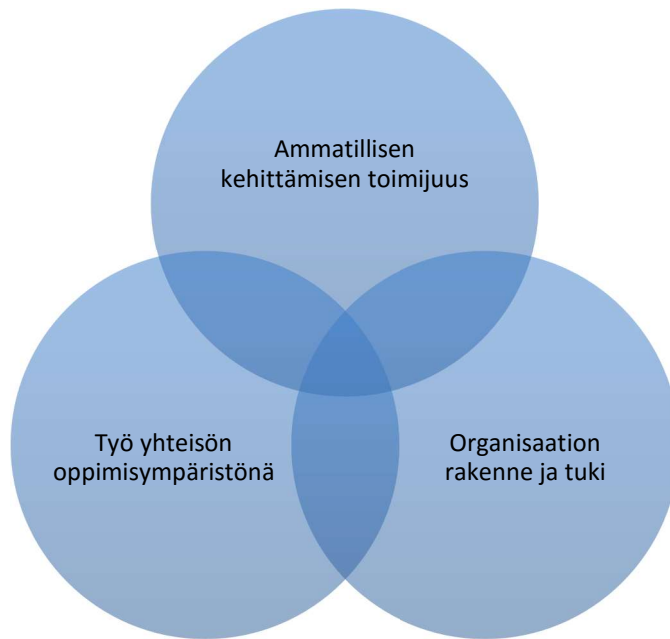 Ammatillisen
kehittämisen toimijuus
Työ yhteisön
oppimisympäristönä
Organisaation
rakenne ja tuki